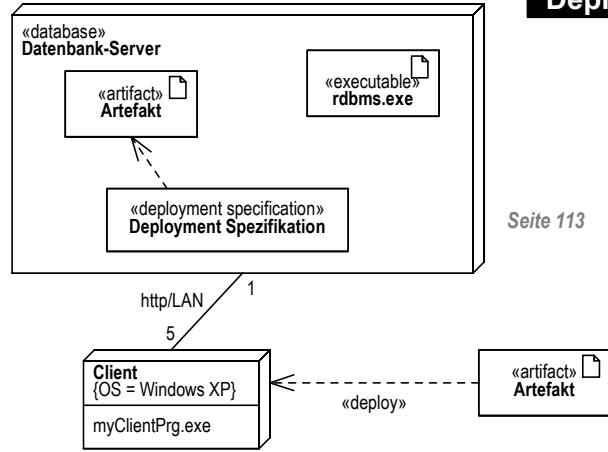 Depl
«database»
Datenbank-Server
«artifact»
Artefakt
«executable»
rdbms.exe
«deployment specification»
Deployment Spezifikation
Seite 113
http/LAN
1
5
Client
{OS = Windows XP}
myClientPrg.exe
«deploy»
«artifact»
Artefakt